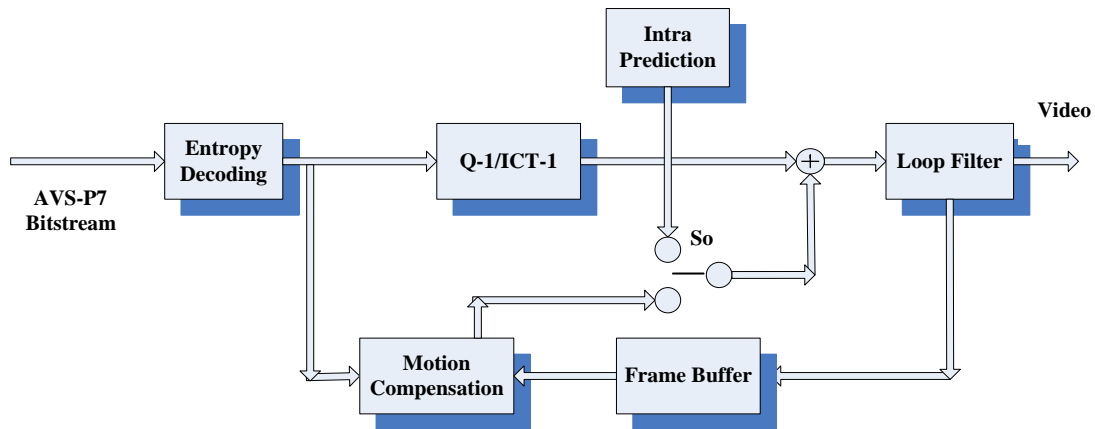 Intra
Prediction
Video
Entropy
Decoding
Q-1/ICT-1
+
Loop Filter
AVS-P7
Bitstream
So
Motion
Compensation
Frame Buffer